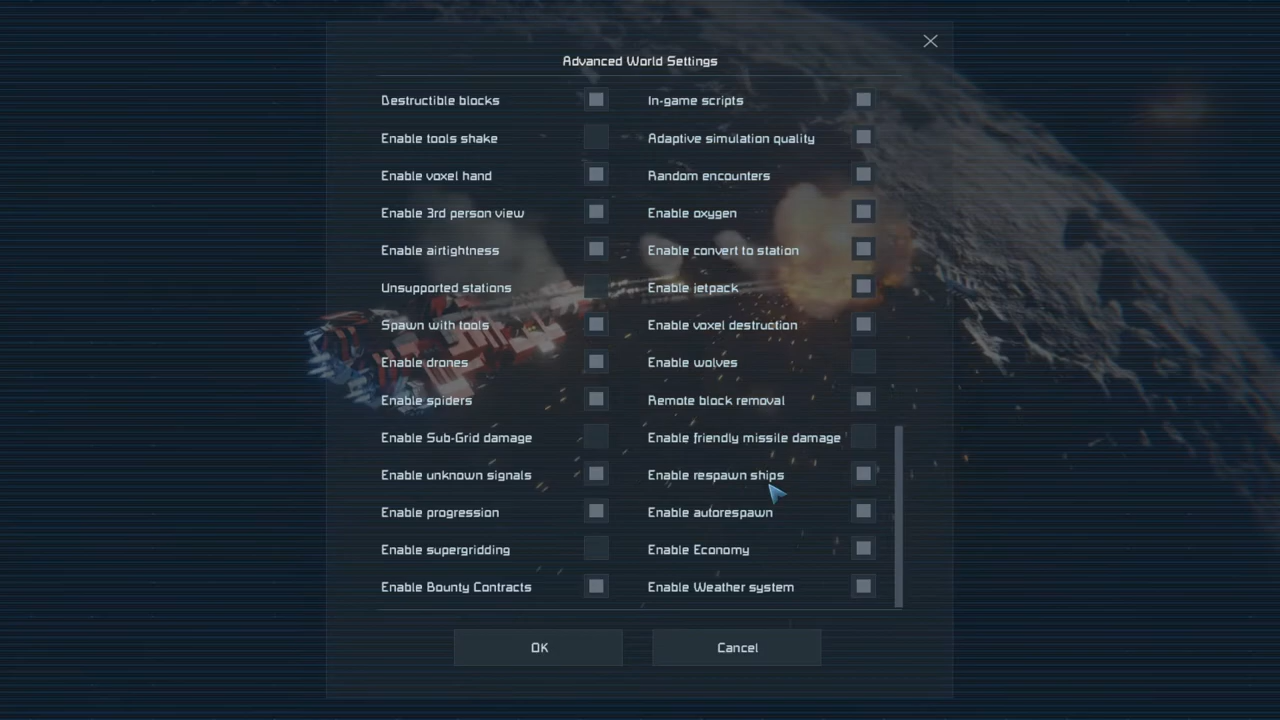 Advanced World Settings
Destructible blocks In-game scripts
Enable tools shake Adaptive simulation quality
Enable voxel hand Random encounters
Enable 3rd person view Enable oxygen
Enable airtightness Enable convert to station
Unsupported stations Enable jetpack
Spawn with tools Enable voxel destruction
Enable drones Enable wolves
Enable spiders Remote block removal
Enable Sub-Grid damage Enable friendly missile damage
Enable unknown signals Enable respawn ships
Enable progression Enable autorespawn
Enable supergridding Enable Economy
Enable Bounty Contracts Enable Weather system
OK Cancel